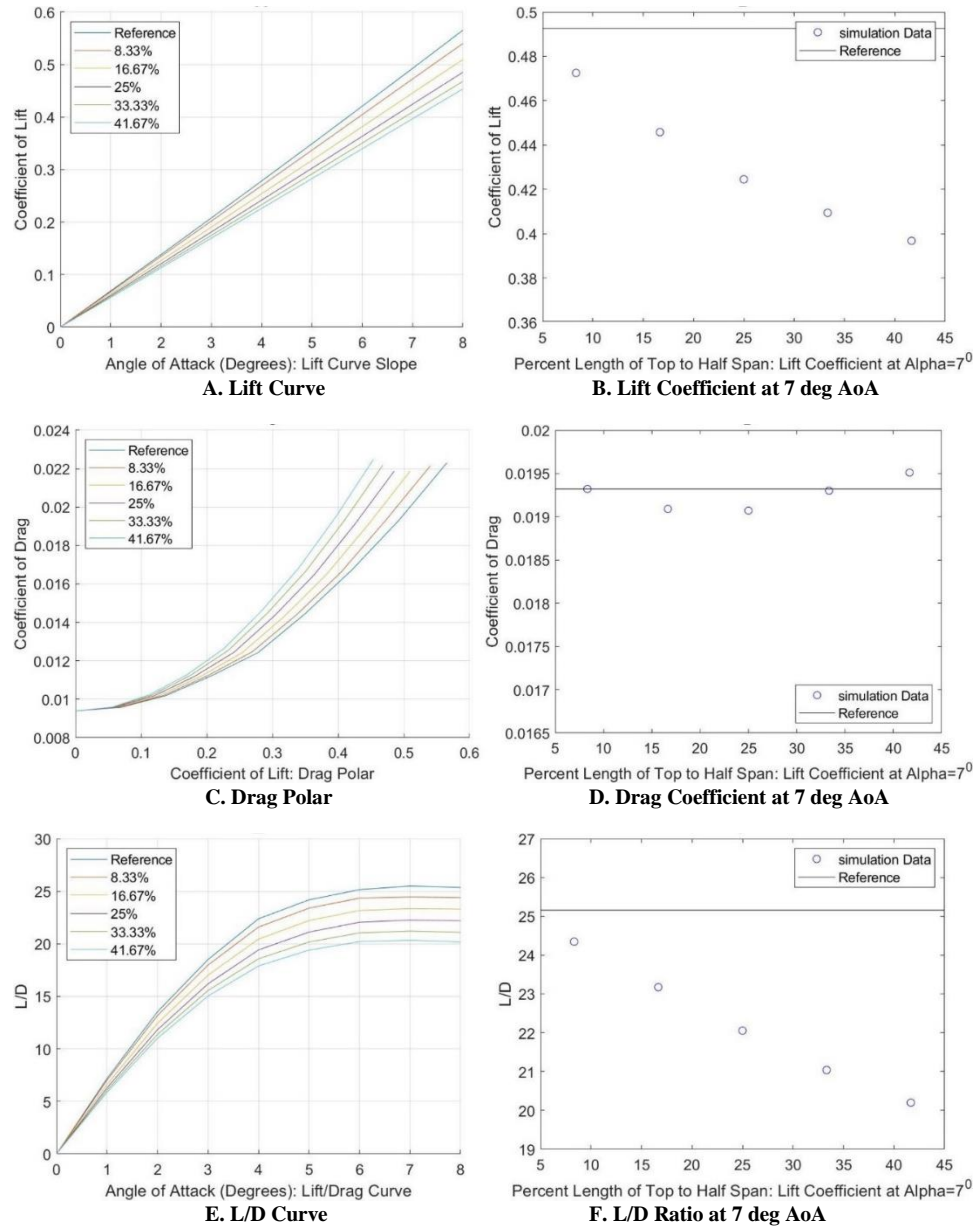 0.6
0.5
0.4
0.3
0.2
0.1
0
Coefficient of Lift
Reference
8.33%
16.67%
25%
33.33%
41.67%
0 1 2 3 4 5 6 7 8
Angle of Attack (Degrees): Lift Curve Slope
A. Lift Curve
0.5
0.48
0.46
0.44
0.42
0.4
0.38
0.36
Coefficient of Lift
simulation Data
Reference
5 10 15 20 25 30 35 40 45
Percent Length of Top to Half Span: Lift Coefficient at Alpha=7⁰
B. Lift Coefficient at 7 deg AoA
0.024
0.022
0.02
0.018
0.016
0.014
0.012
0.01
0.008
Coefficient of Drag
Reference
8.33%
16.67%
25%
33.33%
41.67%
0 0.1 0.2 0.3 0.4 0.5 0.6
Coefficient of Lift: Drag Polar
C. Drag Polar
0.02
0.0195
0.019
0.0185
0.018
0.0175
0.017
0.0165
Coefficient of Drag
simulation Data
Reference
5 10 15 20 25 30 35 40 45
Percent Length of Top to Half Span: Lift Coefficient at Alpha=7⁰
D. Drag Coefficient at 7 deg AoA
30
25
20
15
10
5
0
L/D
Reference
8.33%
16.67%
25%
33.33%
41.67%
0 1 2 3 4 5 6 7 8
Angle of Attack (Degrees): Lift/Drag Curve
E. L/D Curve
27
26
25
24
23
22
21
20
19
L/D
simulation Data
Reference
5 10 15 20 25 30 35 40 45
Percent Length of Top to Half Span: Lift Coefficient at Alpha=7⁰
F. L/D Ratio at 7 deg AoA